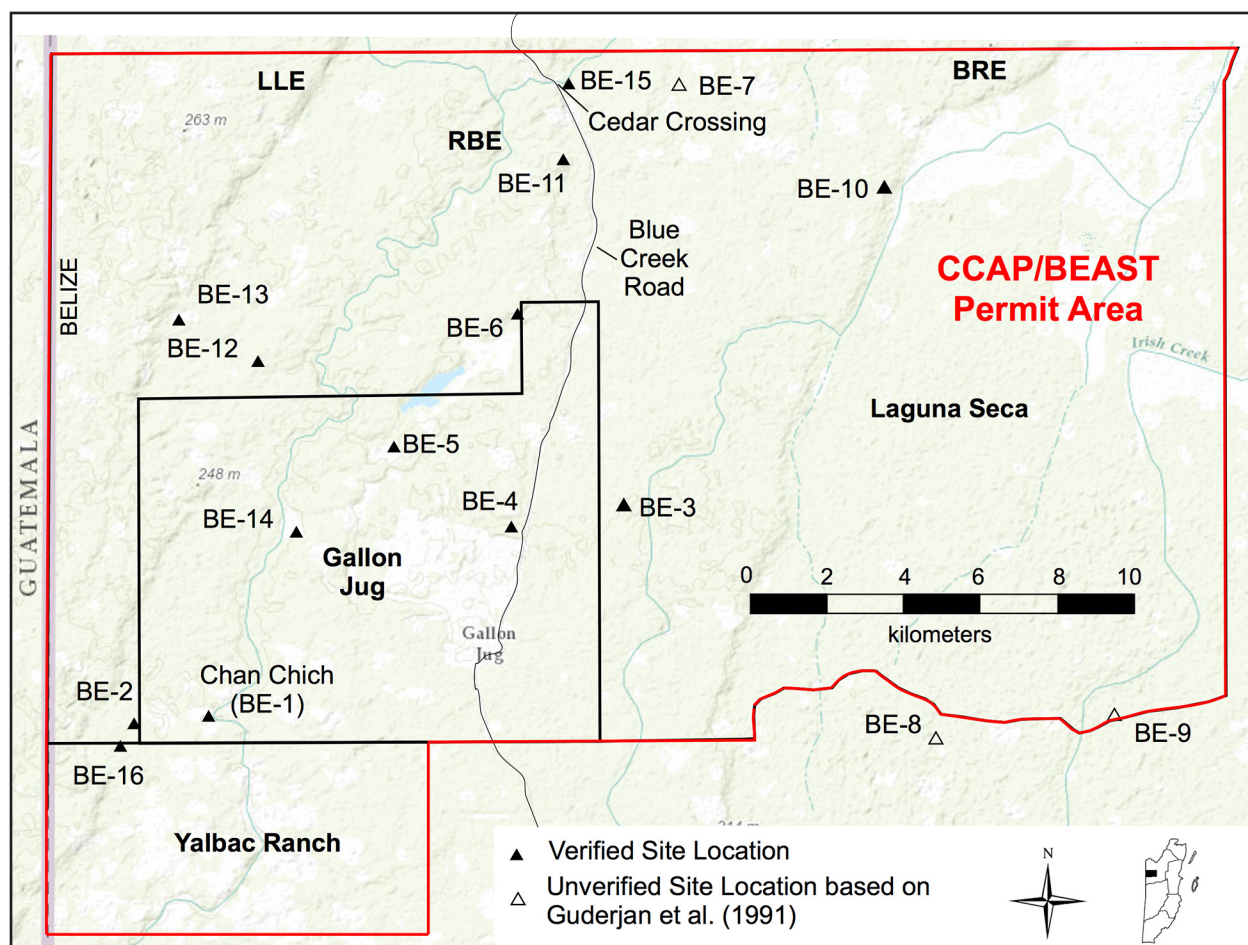 LLE
BRE
BE-15
BE-7
Cedar Crossing
263 m
RBE
BE-11
BE-10
Blue
Creek
Road
CCAP/BEAST
Permit Area
BELIZE
BE-13
BE-6
BE-12
Irish Creek
Laguna Seca
GUATEMALA
BE-5
248 m
BE-4
BE-3
BE-14
Gallon
Jug
0 2 4 6 8 10
kilometers
Gallon
Jug
Chan Chich
(BE-1)
BE-2
BE-8
BE-9
BE-16
Yalbac Ranch
Verified Site Location
Unverified Site Location based on
Guderjan et al. (1991)
N